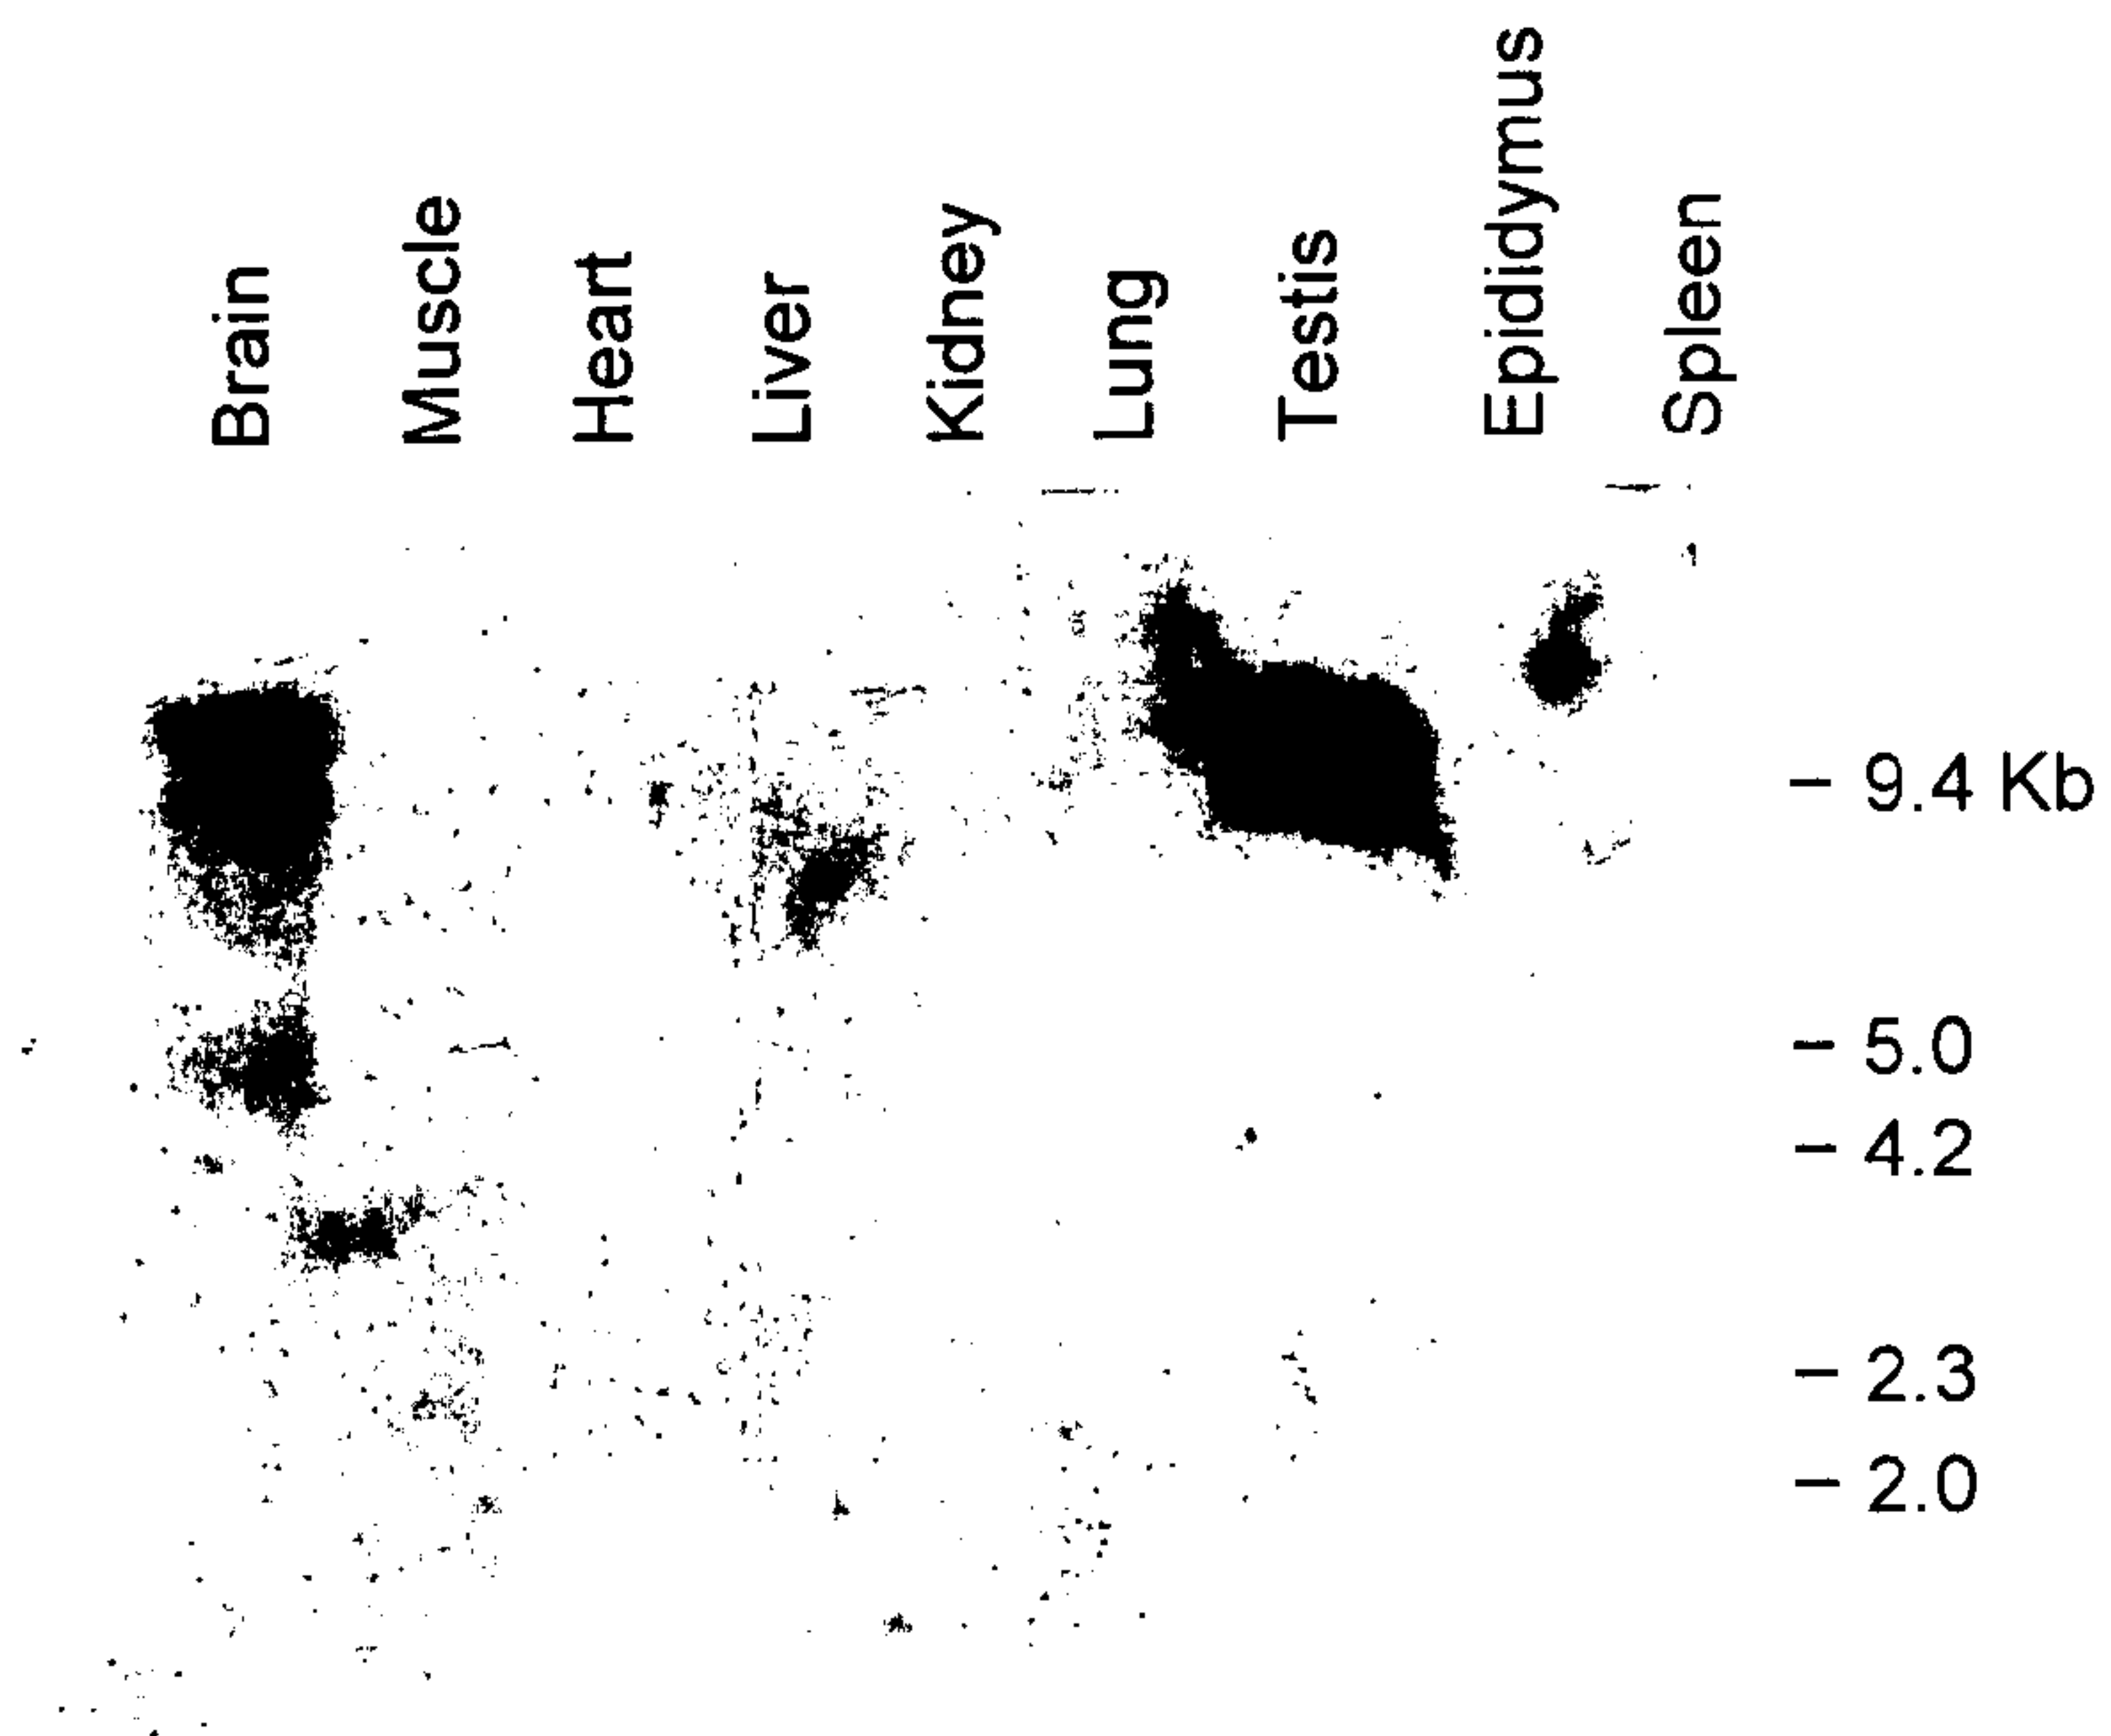 Brain
Muscle
Heart
Liver
Kidney
Lung
Testis
Epididymus
Spleen
– 9.4 Kb
– 5.0
– 4.2
– 2.3
– 2.0